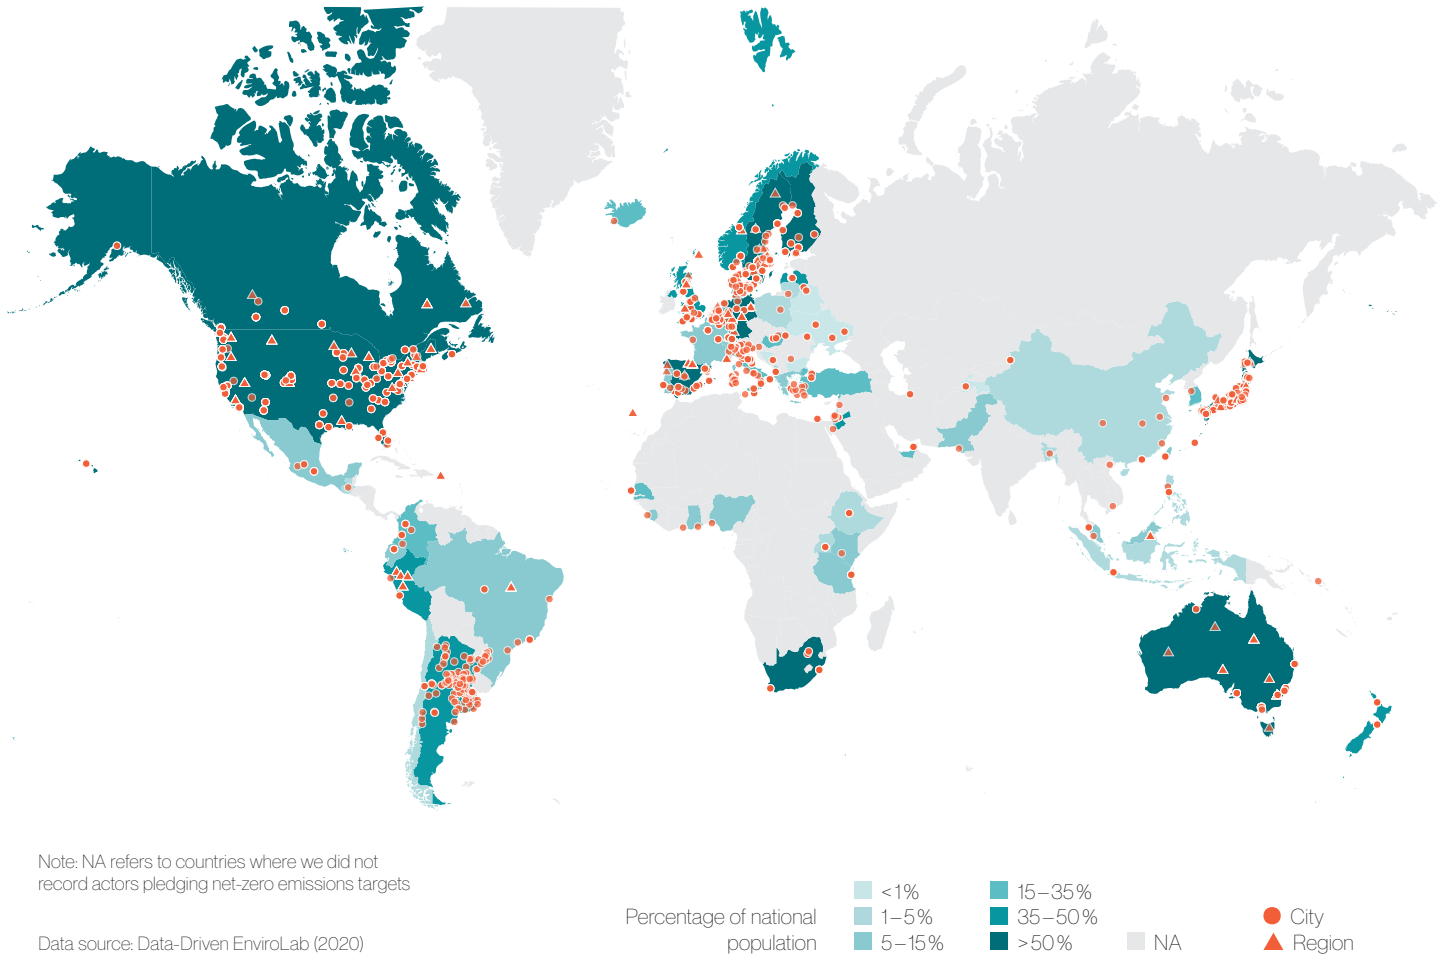 Note: NA refers to countries where we did not
record actors pledging net-zero emissions targets
Data source: Data-Driven EnviroLab (2020)
Percentage of national
population
<1%
1–5%
5–15%
15–35%
35–50%
>50%
NA
City
Region